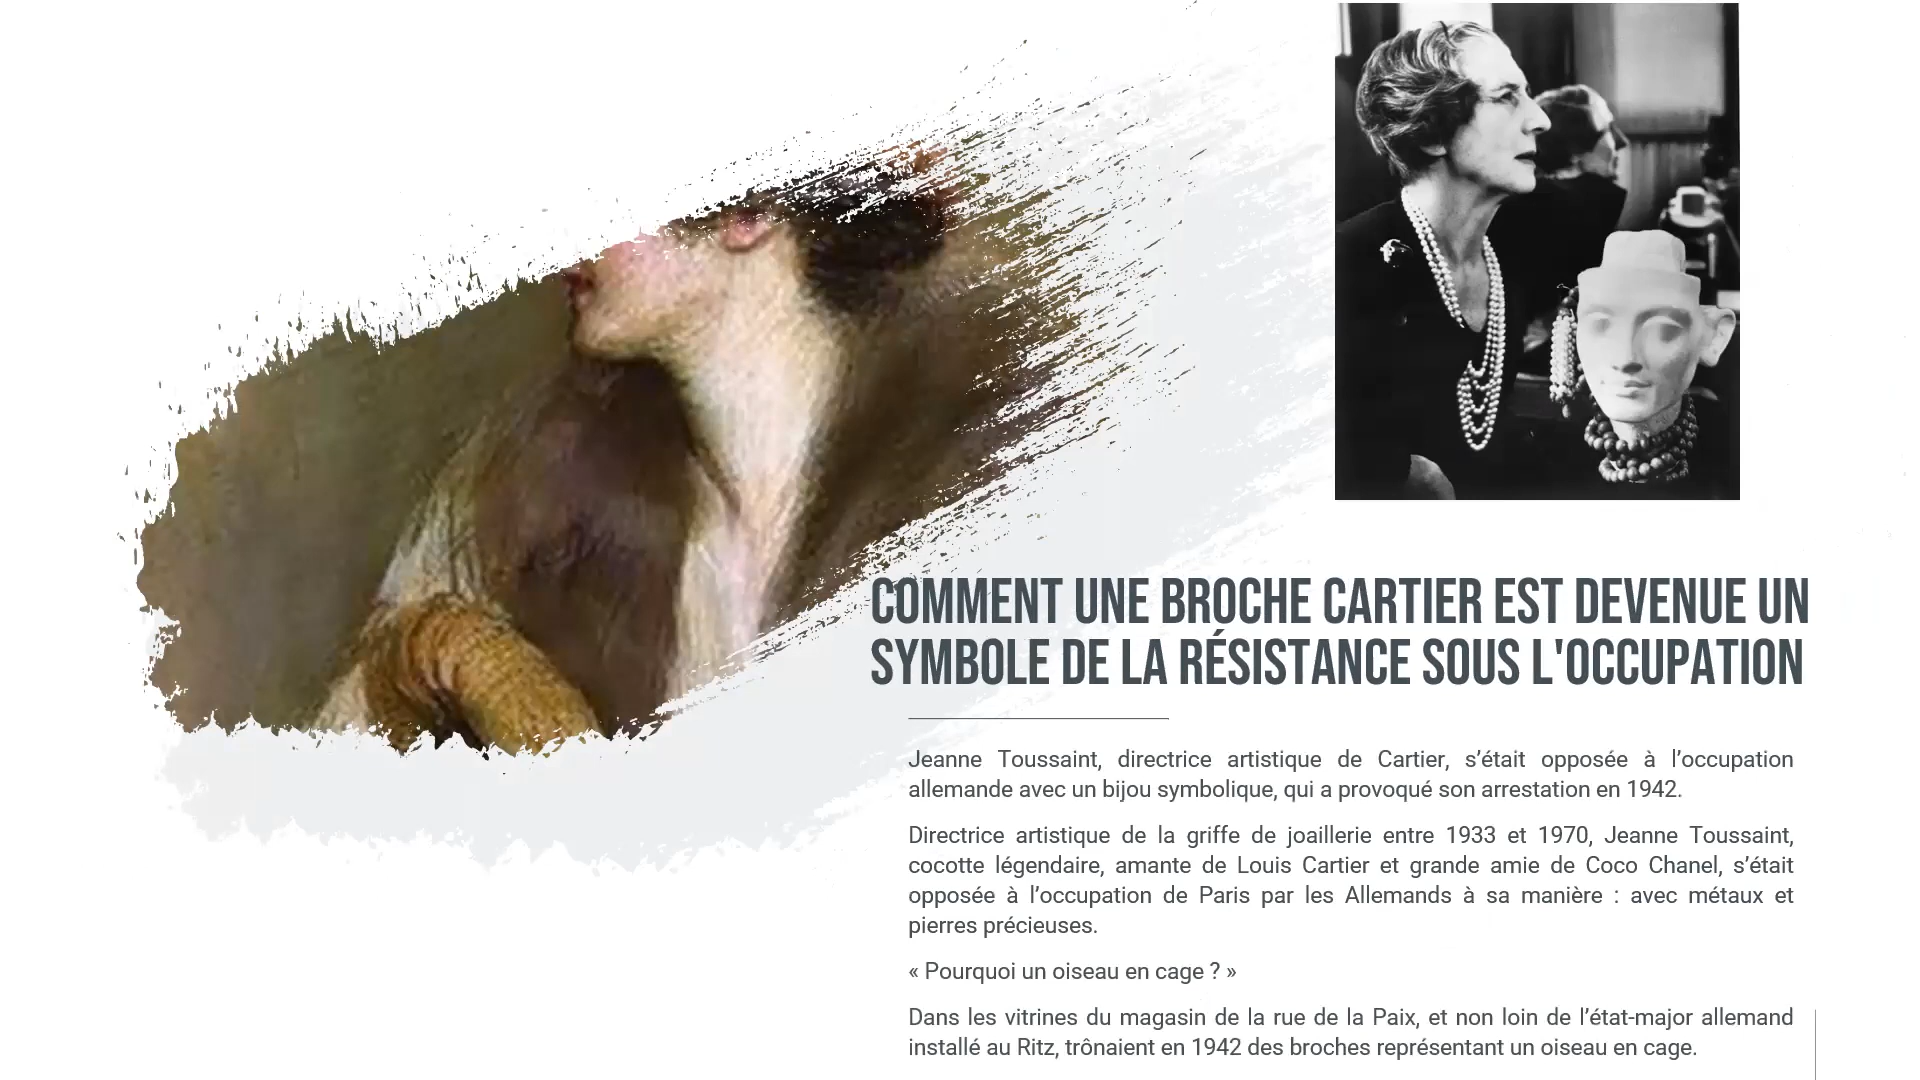 COMMENT UNE BROCHE CARTIER EST DEVENUE UN
SYMBOLE DE LA RÉSISTANCE SOUS L'OCCUPATION
Jeanne Toussaint, directrice artistique de Cartier, s’était opposée à l’occupation
allemande avec un bijou symbolique, qui a provoqué son arrestation en 1942.
Directrice artistique de la griffe de joaillerie entre 1933 et 1970, Jeanne Toussaint,
cocotte légendaire, amante de Louis Cartier et grande amie de Coco Chanel, s’était
opposée à l’occupation de Paris par les Allemands à sa manière : avec métaux et
pierres précieuses.
« Pourquoi un oiseau en cage ? »
Dans les vitrines du magasin de la rue de la Paix, et non loin de l’état-major allemand
installé au Ritz, trônaient en 1942 des broches représentant un oiseau en cage.